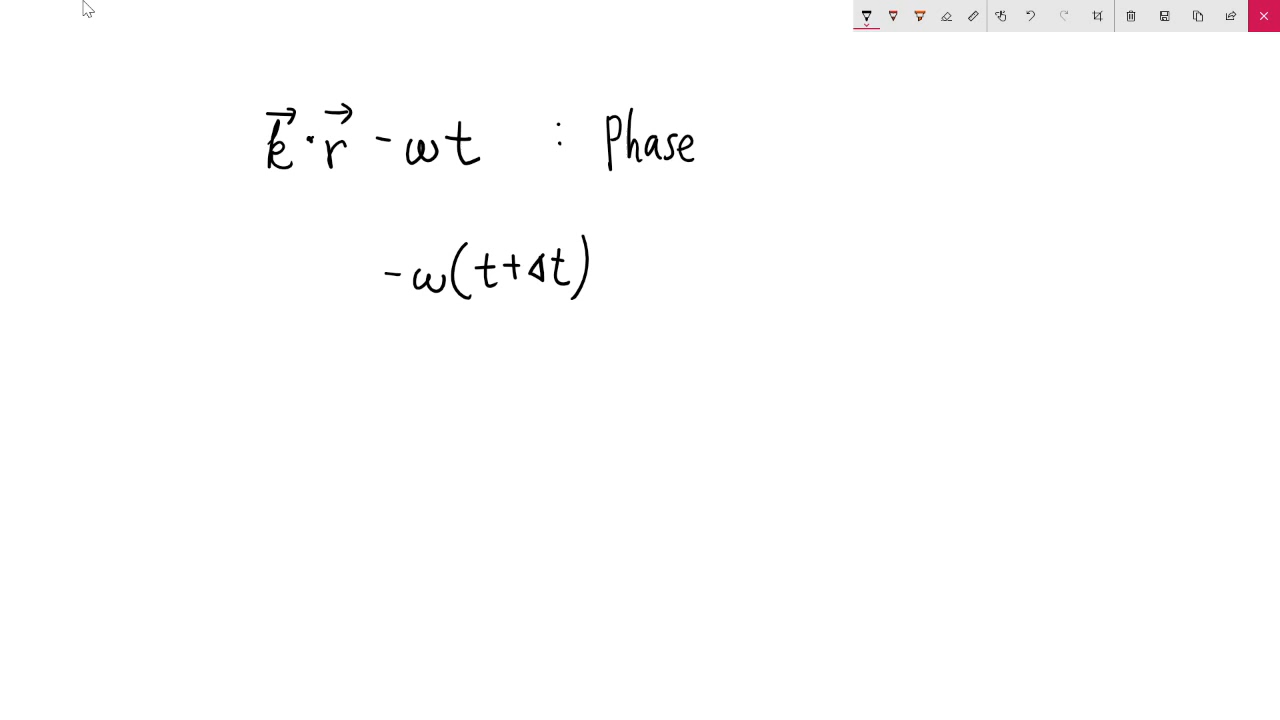 k⃗ · r⃗ - ωt : Phase
-ω(t+Δt)